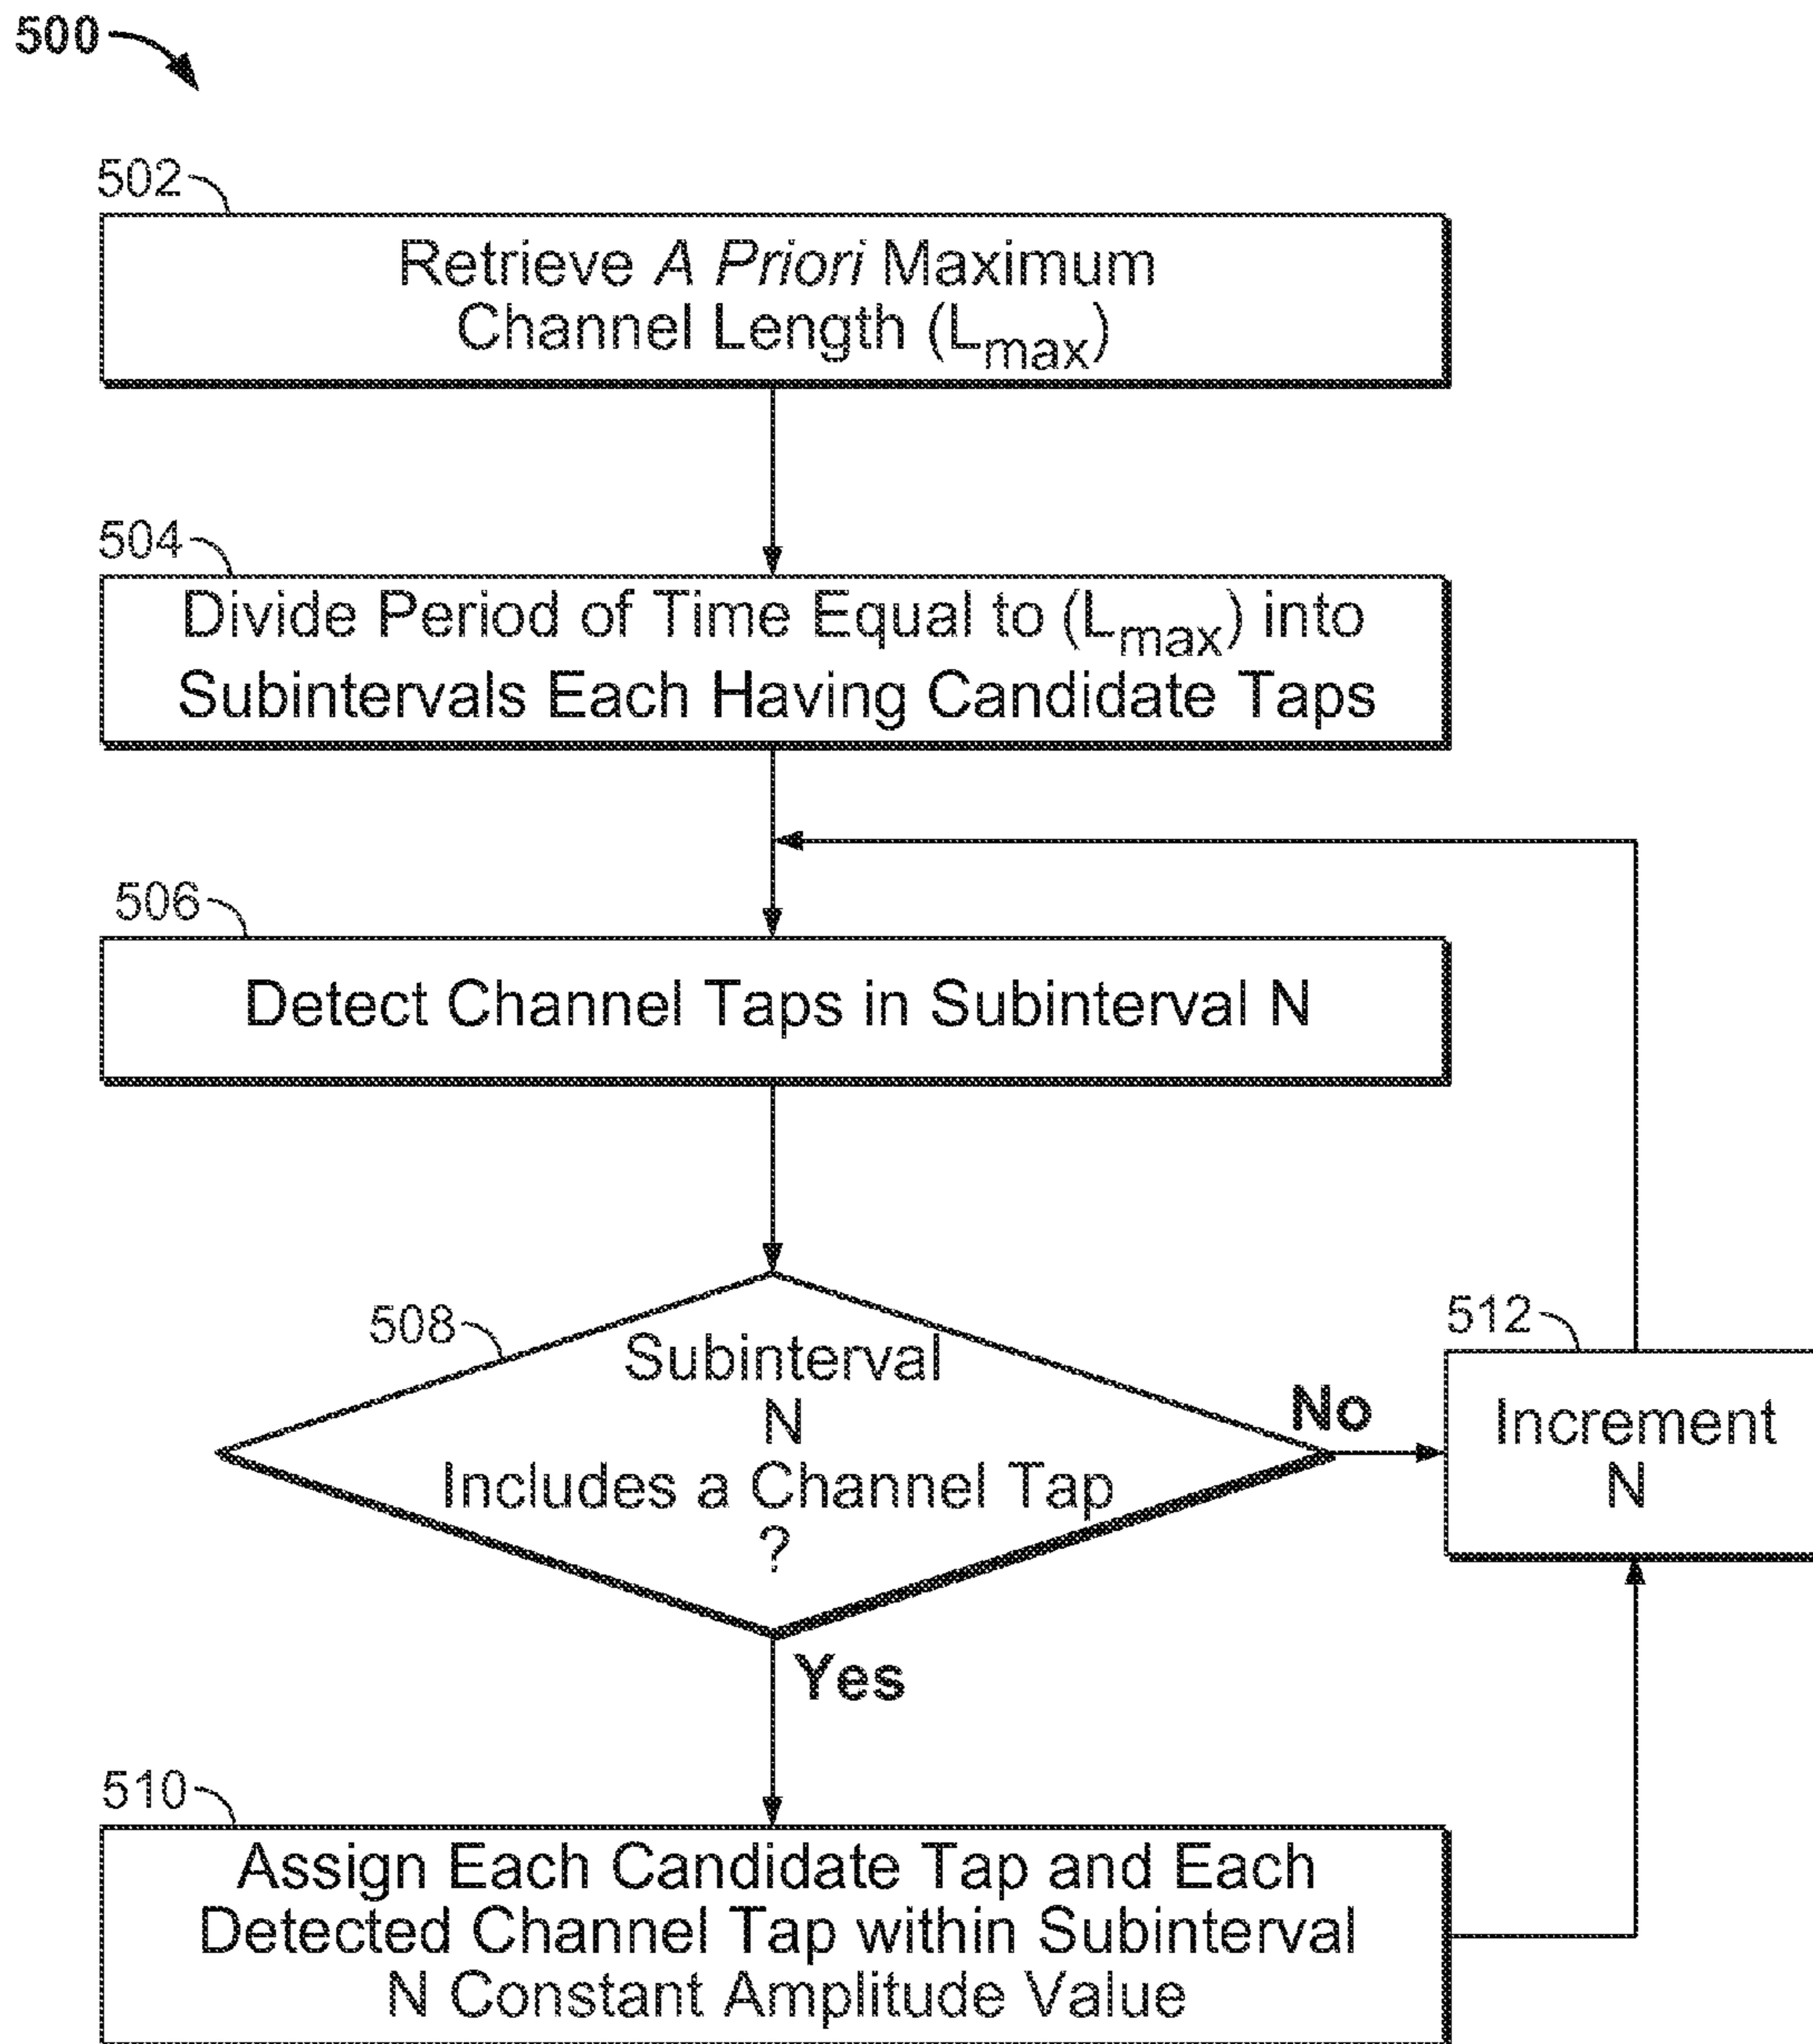 500
502
Retrieve A Priori Maximum
Channel Length (Lmax)
504
Divide Period of Time Equal to (Lmax) into
Subintervals Each Having Candidate Taps
506
Detect Channel Taps in Subinterval N
508
Subinterval
N
Includes a Channel Tap
?
No
512
Increment
N
Yes
510
Assign Each Candidate Tap and Each
Detected Channel Tap within Subinterval
N Constant Amplitude Value